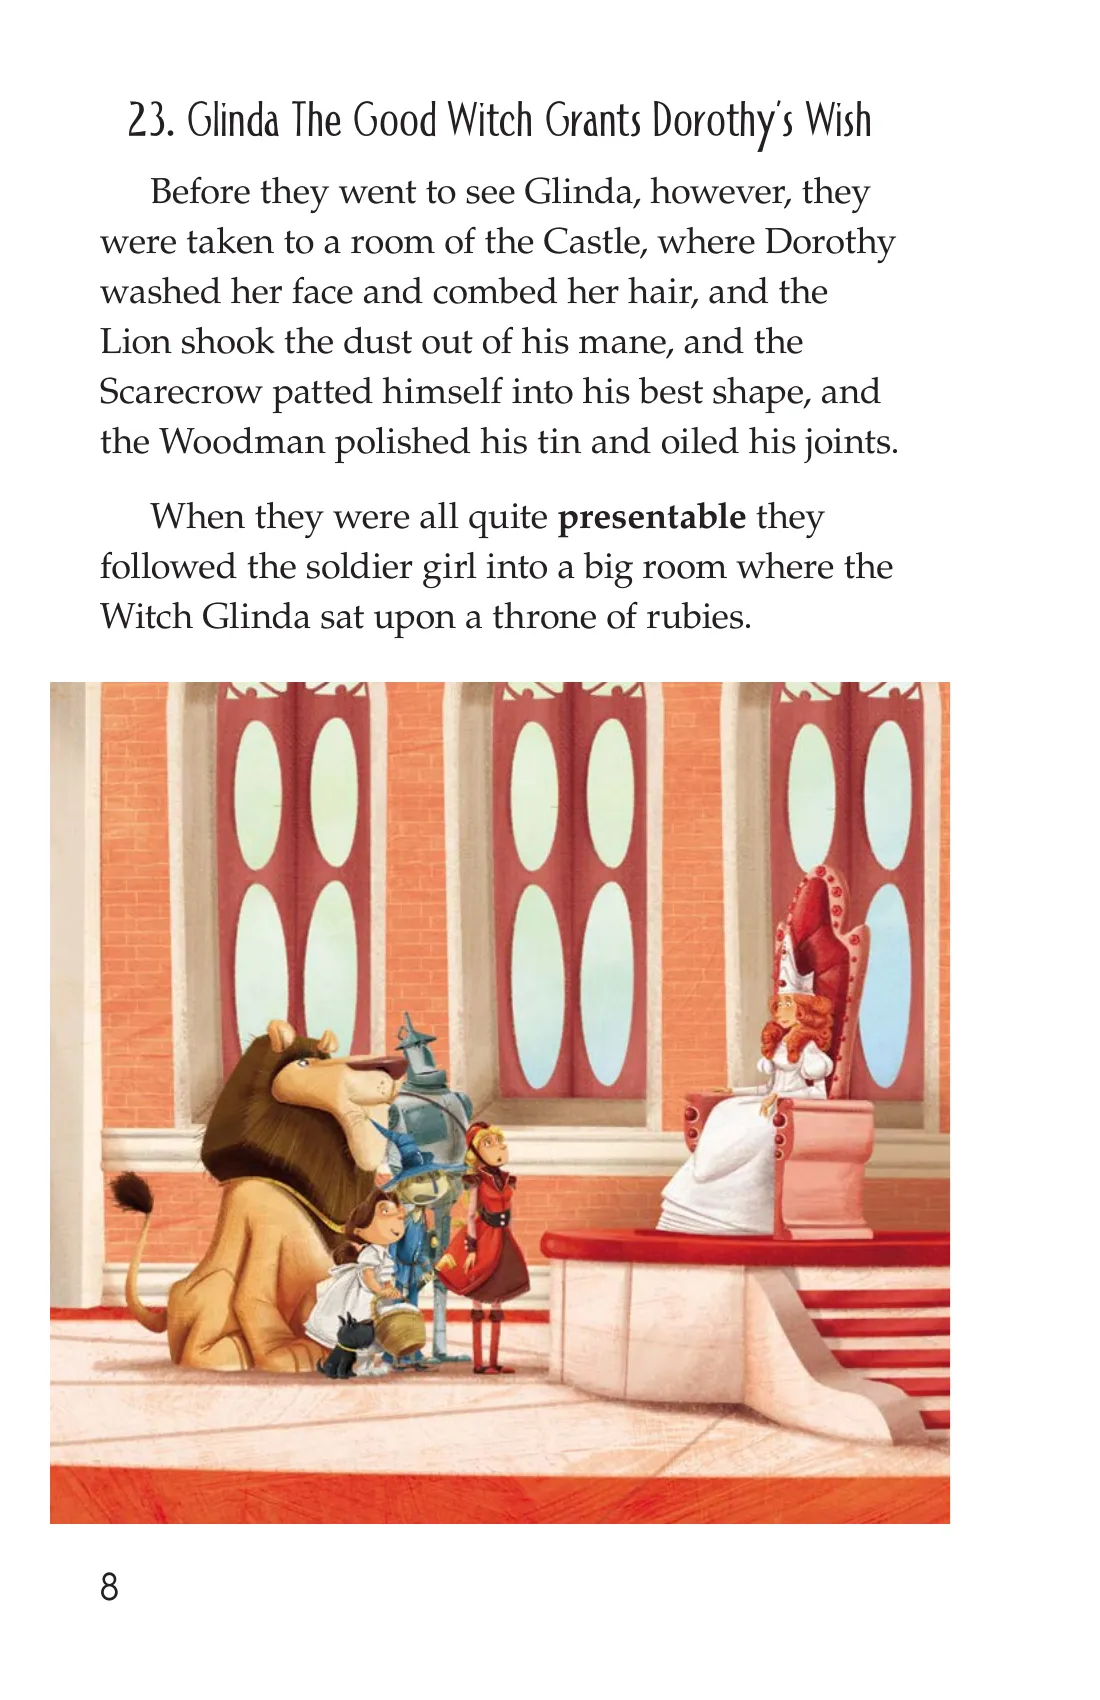 23. Glinda The Good Witch Grants Dorothy's Wish
Before they went to see Glinda, however, they
were taken to a room of the Castle, where Dorothy
washed her face and combed her hair, and the
Lion shook the dust out of his mane, and the
Scarecrow patted himself into his best shape, and
the Woodman polished his tin and oiled his joints.
When they were all quite presentable they
followed the soldier girl into a big room where the
Witch Glinda sat upon a throne of rubies.
8